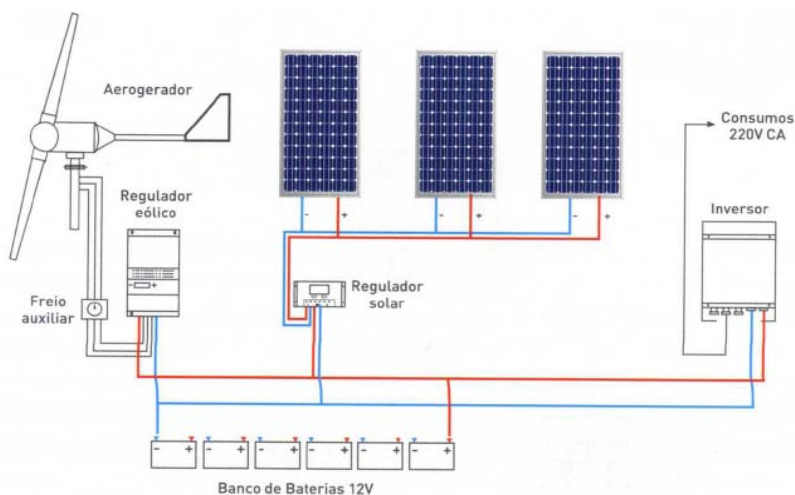 Aerogerador
Regulador
eólico
Freio
auxiliar
- +
- +
- +
- +
Regulador
solar
Consumos
220V CA
Inversor
- + - + - + - + - + - +
Banco de Baterias 12V